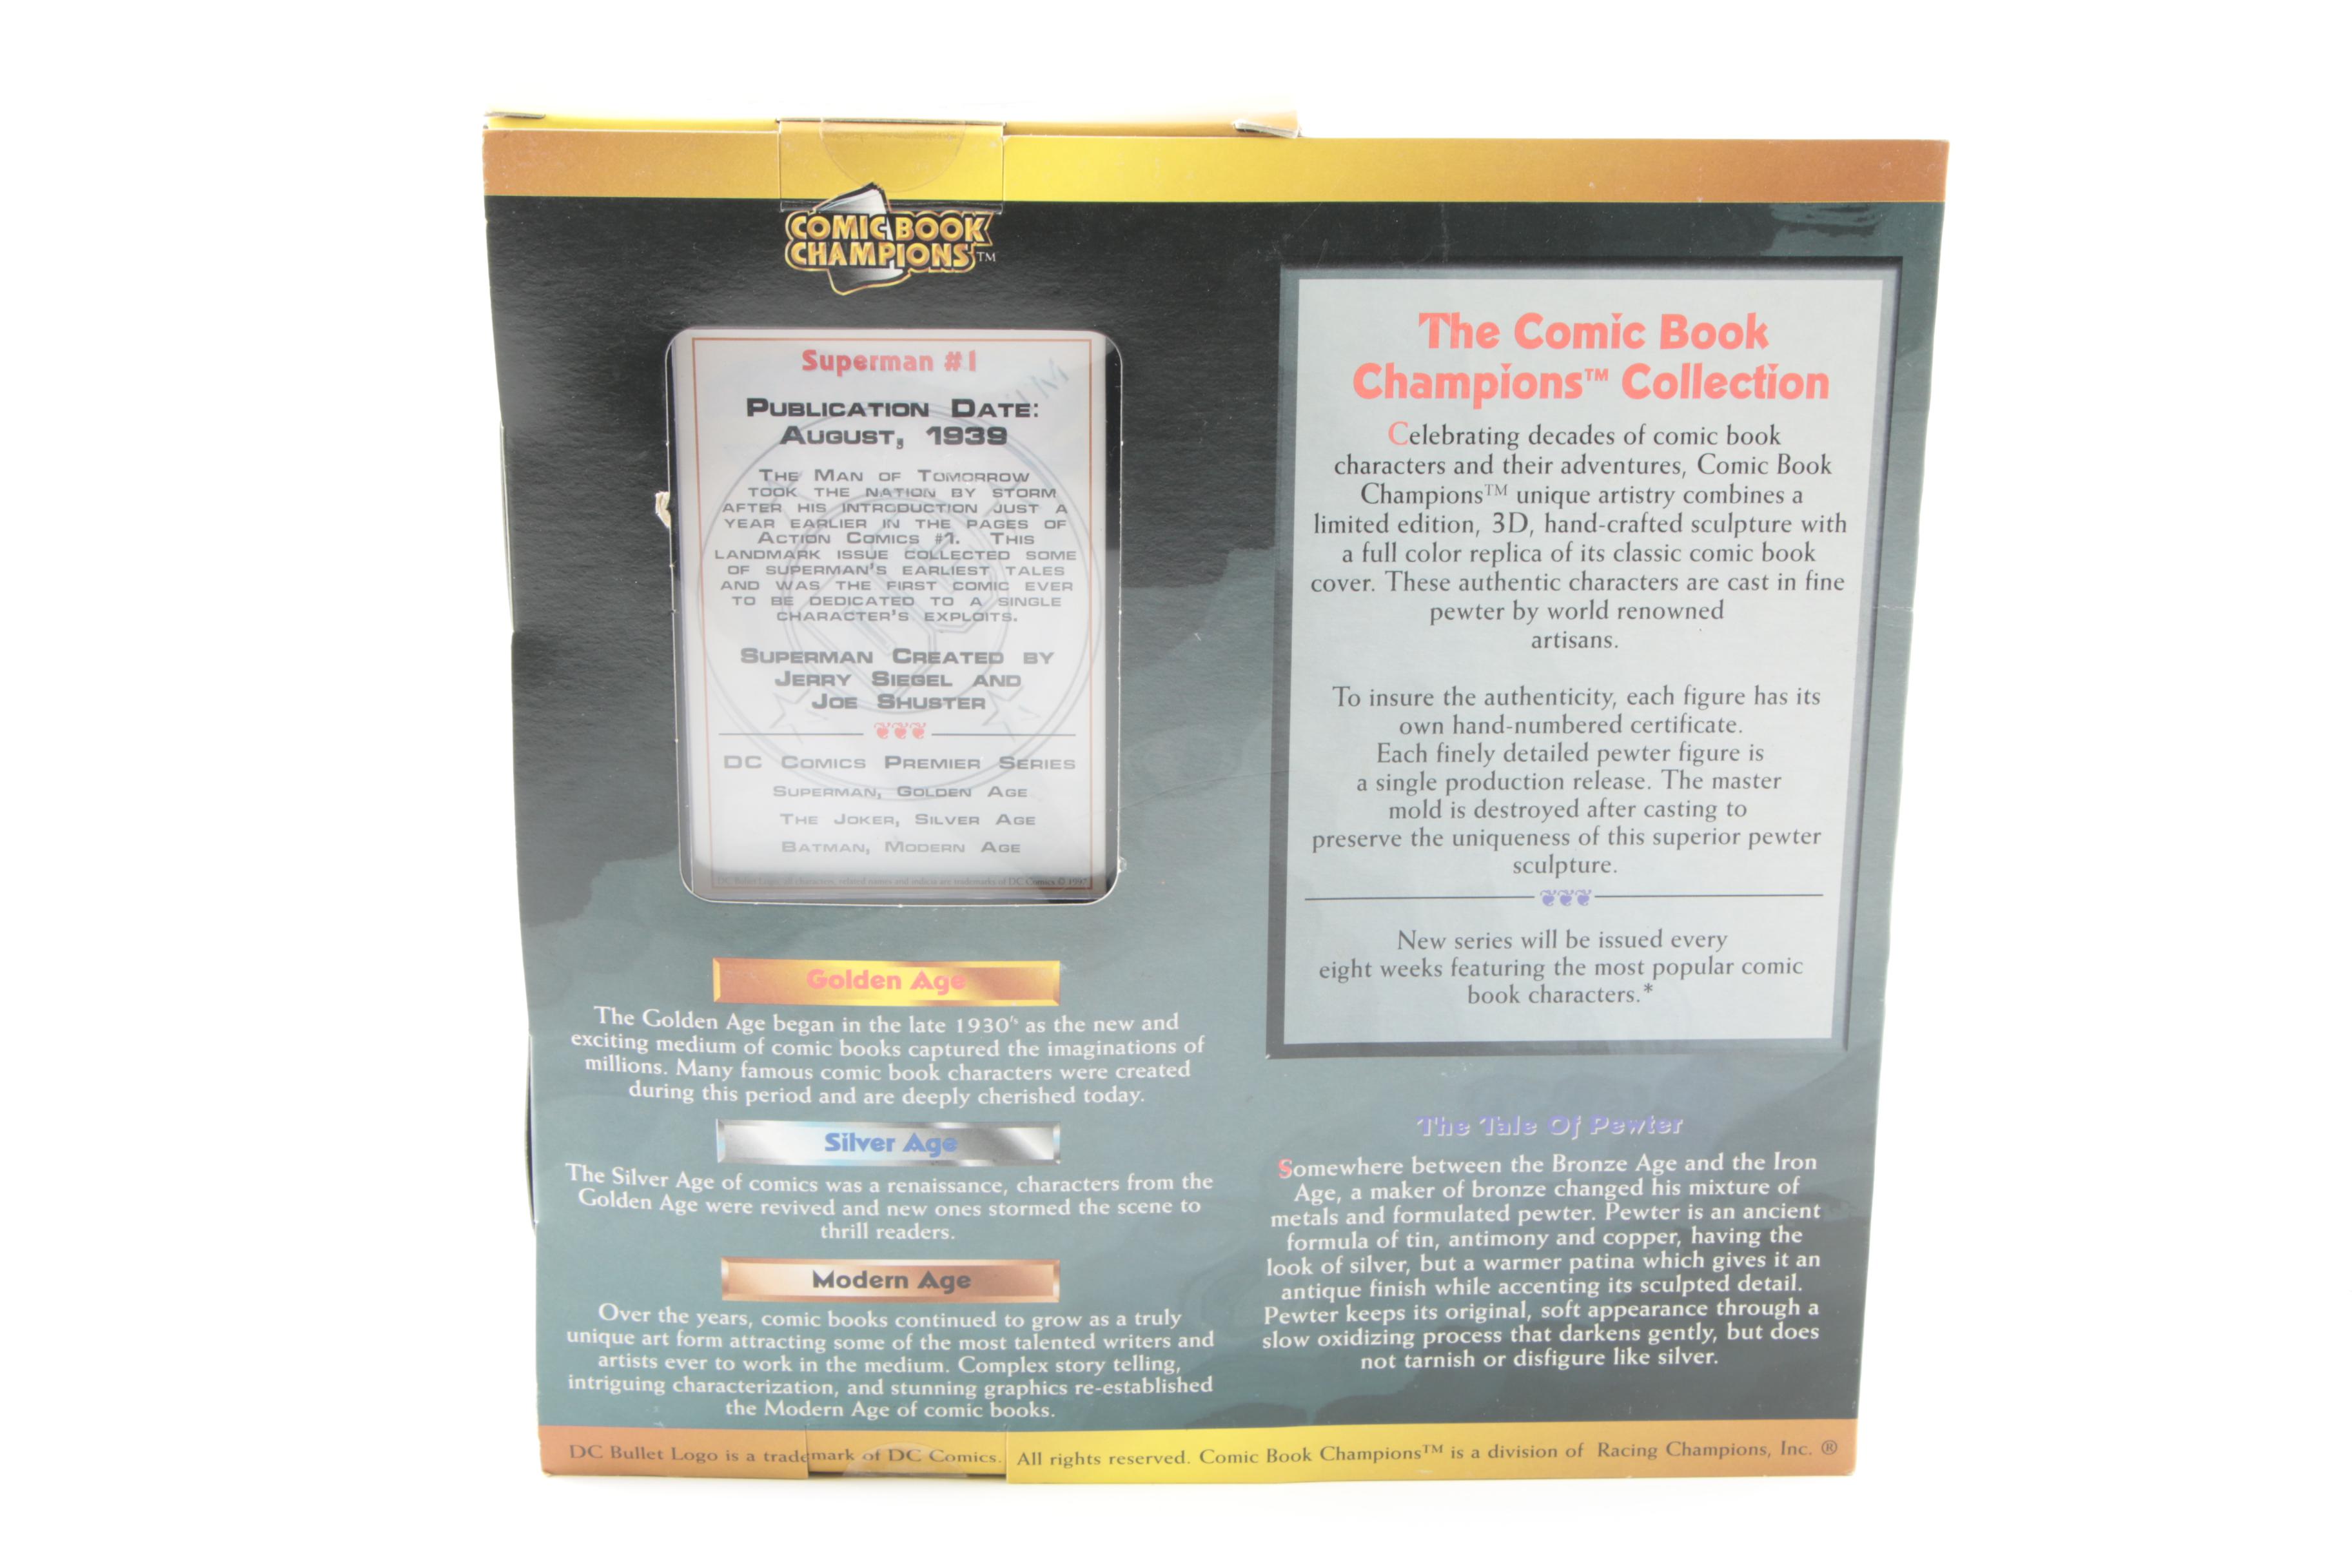 COMIC BOOK
CHAMPIONS™
Superman #1
PUBLICATION DATE:
AUGUST, 1939
THE MAN OF TOMORROW
TOOK THE NATION BY STORM
AFTER HIS INTRODUCTION JUST A
YEAR EARLIER IN THE PAGES OF
ACTION COMICS #1. THIS
LANDMARK ISSUE COLLECTED SOME
OF SUPERMAN'S EARLIEST TALES
AND WAS THE FIRST COMIC EVER
TO BE DEDICATED TO A SINGLE
CHARACTER'S EXPLOITS.
SUPERMAN CREATED BY
JERRY SIEGEL AND
JOE SHUSTER
DC COMICS PREMIER SERIES
SUPERMAN, GOLDEN AGE
THE JOKER, SILVER AGE
BATMAN, MODERN AGE
DC Bullet Logo, all characters, related names and indicia are trademarks of DC Comics © 1997
Golden Age
The Golden Age began in the late 1930's as the new and
exciting medium of comic books captured the imaginations of
millions. Many famous comic book characters were created
during this period and are deeply cherished today.
Silver Age
The Silver Age of comics was a renaissance, characters from the
Golden Age were revived and new ones stormed the scene to
thrill readers.
Modern Age
Over the years, comic books continued to grow as a truly
unique art form attracting some of the most talented writers and
artists ever to work in the medium. Complex story telling,
intriguing characterization, and stunning graphics re-established
the Modern Age of comic books.
The Comic Book
Champions™ Collection
Celebrating decades of comic book
characters and their adventures, Comic Book
Champions™ unique artistry combines a
limited edition, 3D, hand-crafted sculpture with
a full color replica of its classic comic book
cover. These authentic characters are cast in fine
pewter by world renowned
artisans.
To insure the authenticity, each figure has its
own hand-numbered certificate.
Each finely detailed pewter figure is
a single production release. The master
mold is destroyed after casting to
preserve the uniqueness of this superior pewter
sculpture.
New series will be issued every
eight weeks featuring the most popular comic
book characters.*
The Tale Of Pewter
Somewhere between the Bronze Age and the Iron
Age, a maker of bronze changed his mixture of
metals and formulated pewter. Pewter is an ancient
formula of tin, antimony and copper, having the
look of silver, but a warmer patina which gives it an
antique finish while accenting its sculpted detail.
Pewter keeps its original, soft appearance through a
slow oxidizing process that darkens gently, but does
not tarnish or disfigure like silver.
DC Bullet Logo is a trademark of DC Comics. All rights reserved. Comic Book Champions™ is a division of Racing Champions, Inc. ®